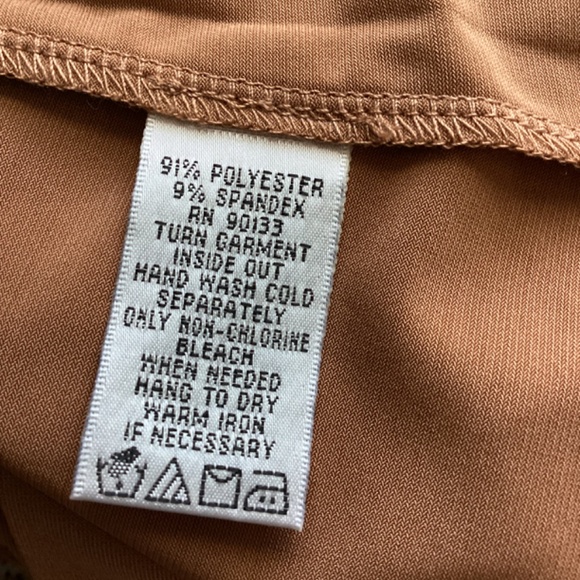 91% POLYESTER
9% SPANDEX
RN 90133
TURN GARMENT
INSIDE OUT
HAND WASH COLD
SEPARATELY
ONLY NON-CHLORINE
BLEACH
WHEN NEEDED
HANG TO DRY
WARM IRON
IF NECESSARY